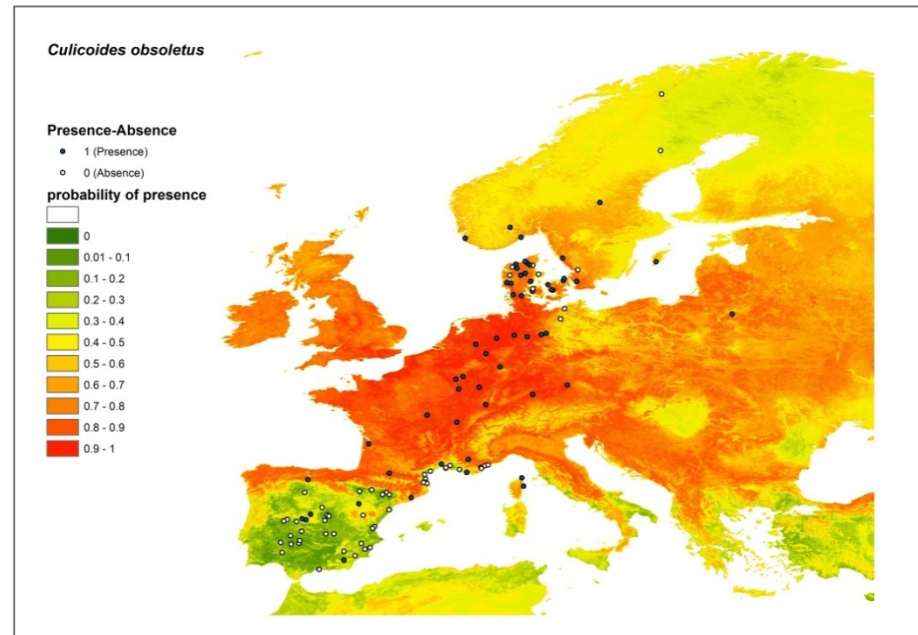 Culicoides obsoletus
Presence-Absence
1 (Presence)
0 (Absence)
probability of presence
0
0.01 - 0.1
0.1 - 0.2
0.2 - 0.3
0.3 - 0.4
0.4 - 0.5
0.5 - 0.6
0.6 - 0.7
0.7 - 0.8
0.8 - 0.9
0.9 - 1